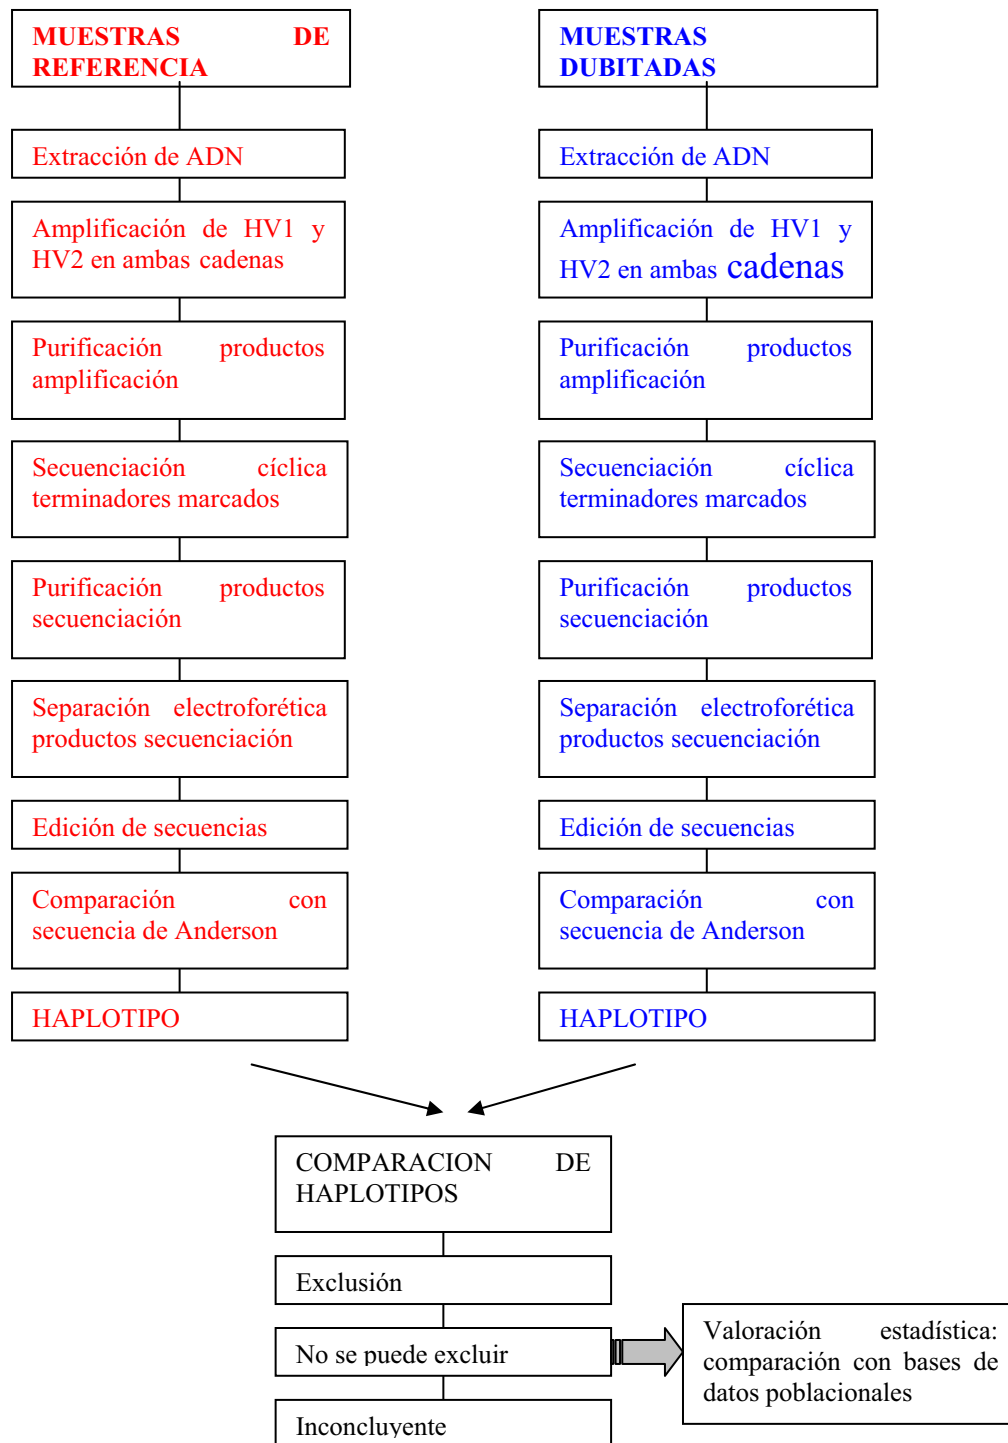 MUESTRAS DE
REFERENCIA
Extracción de ADN
Amplificación de HV1 y
HV2 en ambas cadenas
Purificación productos
amplificación
Secuenciación cíclica
terminadores marcados
Purificación productos
secuenciación
Separación electroforética
productos secuenciación
Edición de secuencias
Comparación con
secuencia de Anderson
HAPLOTIPO
MUESTRAS
DUBITADAS
Extracción de ADN
Amplificación de HV1 y
HV2 en ambas cadenas
Purificación productos
amplificación
Secuenciación cíclica
terminadores marcados
Purificación productos
secuenciación
Separación electroforética
productos secuenciación
Edición de secuencias
Comparación con
secuencia de Anderson
HAPLOTIPO
COMPARACION DE
HAPLOTIPOS
Exclusión
No se puede excluir
Valoración estadística:
comparación con bases de
datos poblacionales
Inconcluyente